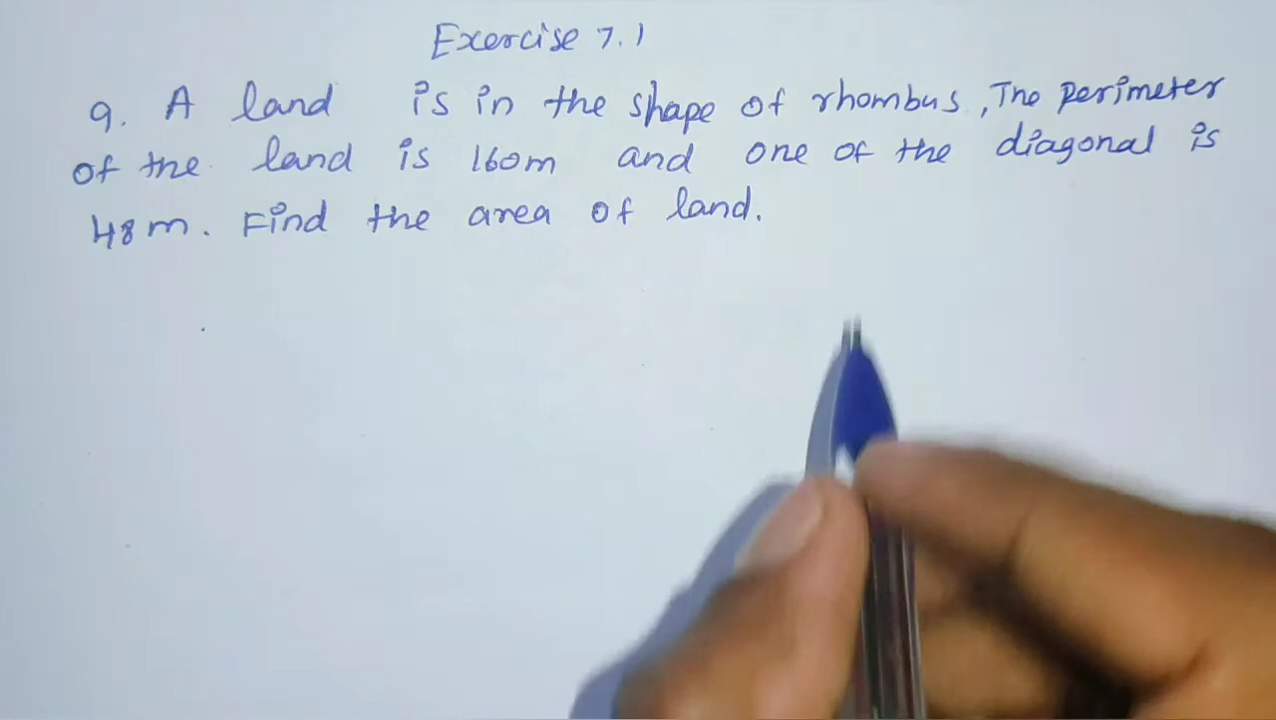 Exercise 7.1
9. A land is in the shape of rhombus, The perimeter
of the land is 160m and one of the diagonal is
48m. Find the area of land.